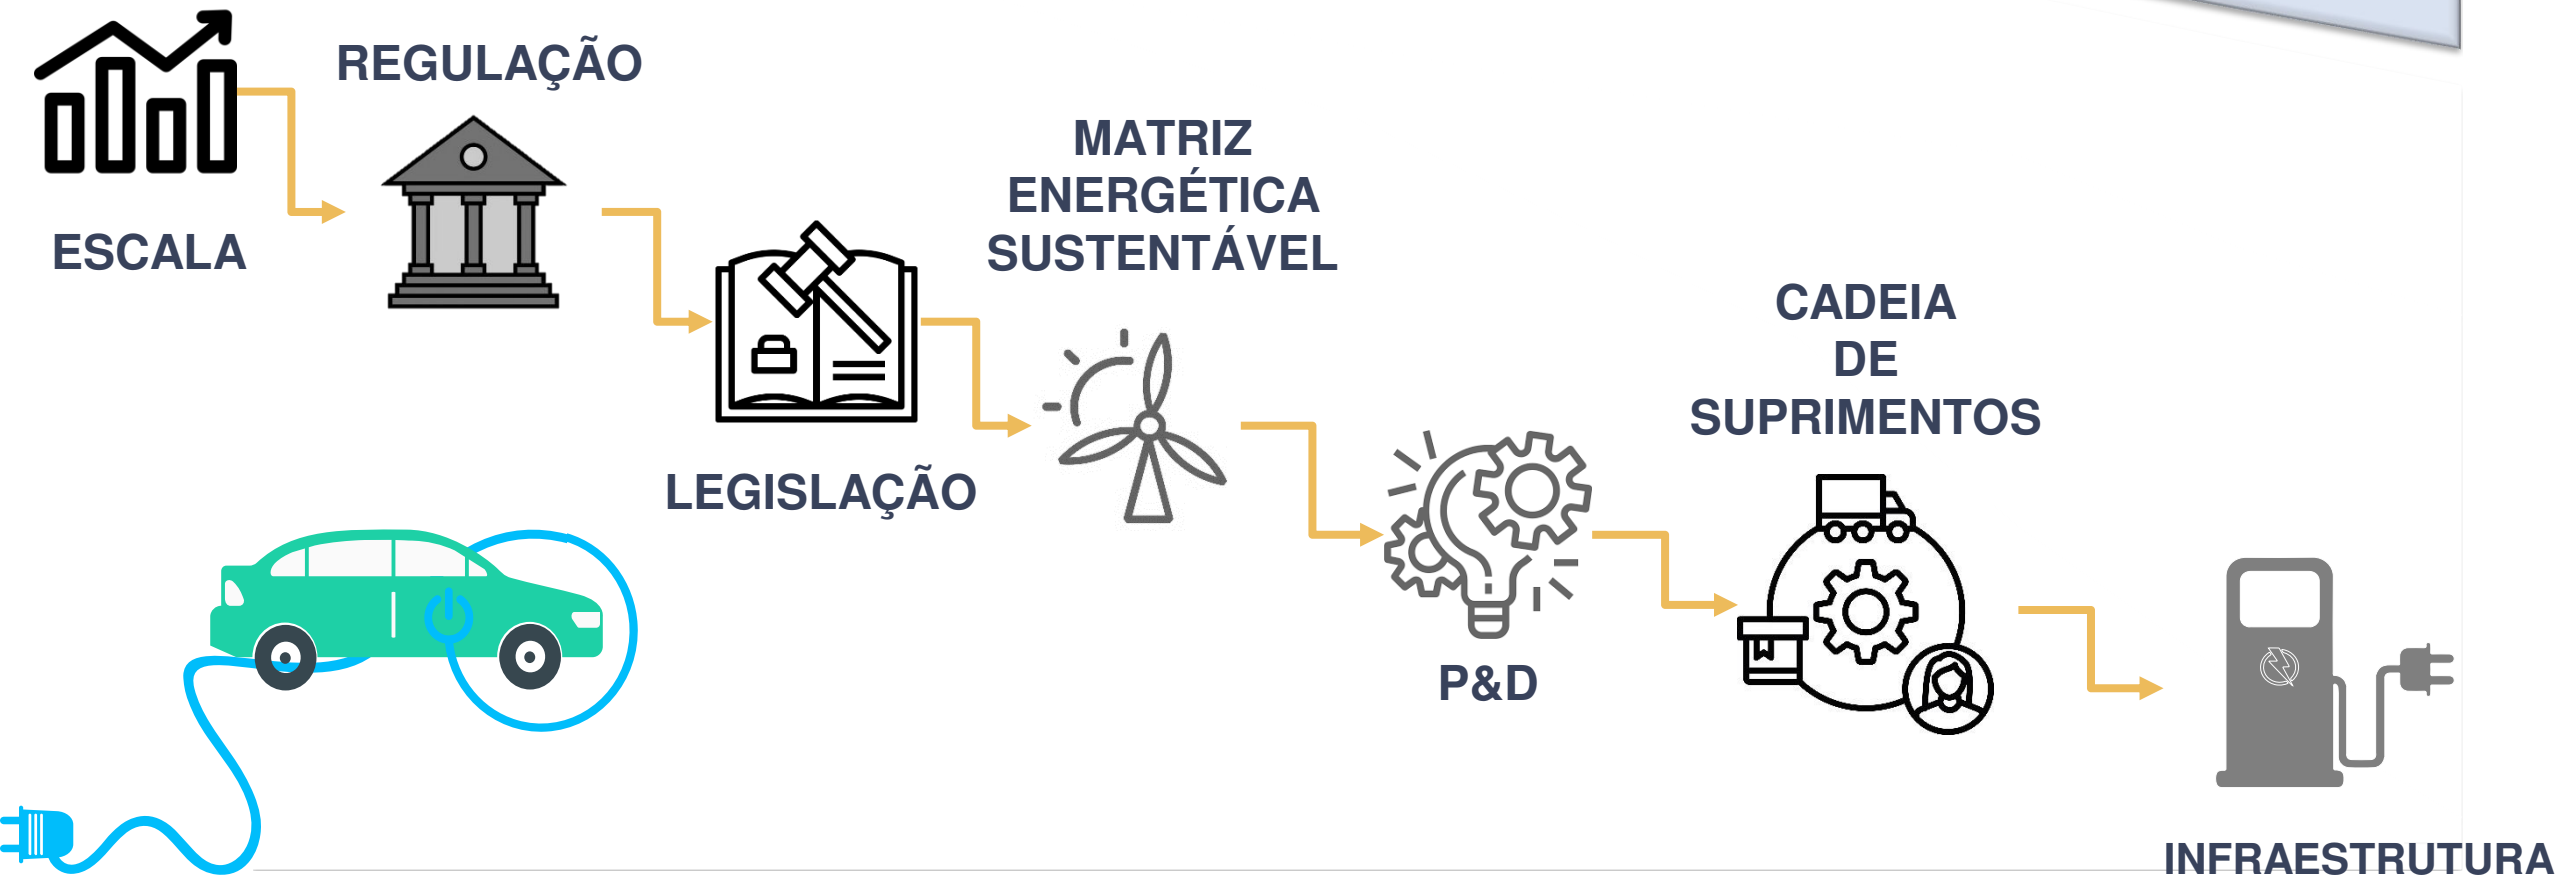 ESCALA
REGULAÇÃO
LEGISLAÇÃO
MATRIZ
ENERGÉTICA
SUSTENTÁVEL
P&D
CADEIA
DE
SUPRIMENTOS
INFRAESTRUTURA